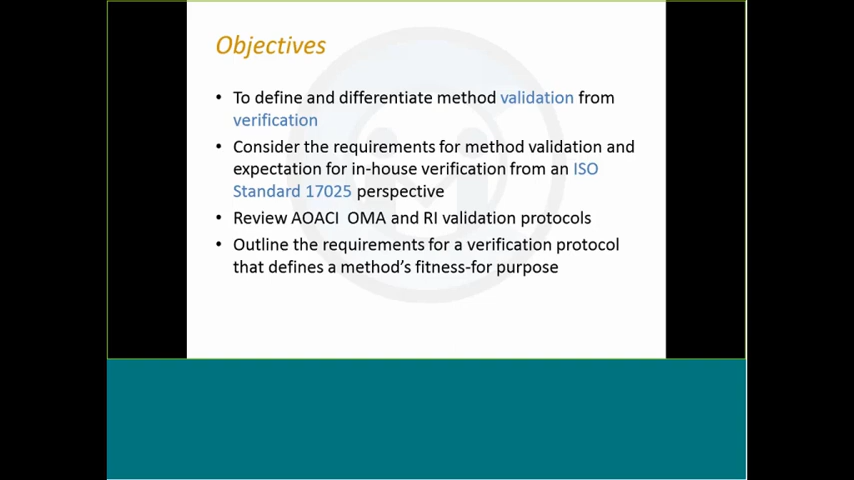 Objectives
• To define and differentiate method validation from
verification
• Consider the requirements for method validation and
expectation for in-house verification from an ISO
Standard 17025 perspective
• Review AOACI  OMA and RI validation protocols
• Outline the requirements for a verification protocol
that defines a method's fitness-for purpose